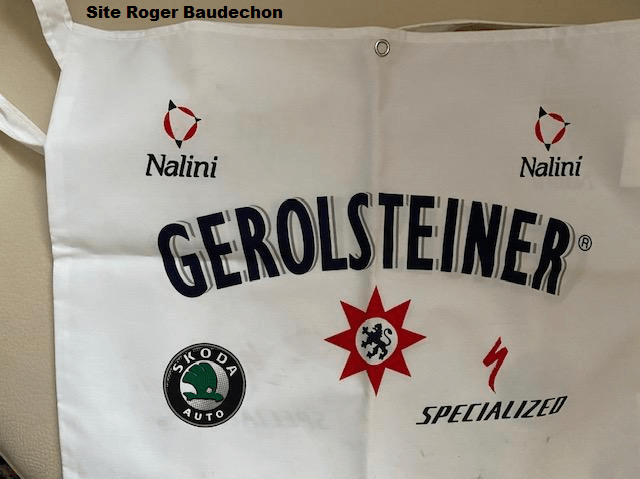 Site Roger Baudechon
Nalini Nalini
GEROLSTEINER®
ŠKODA
AUTO
SPECIALIZED